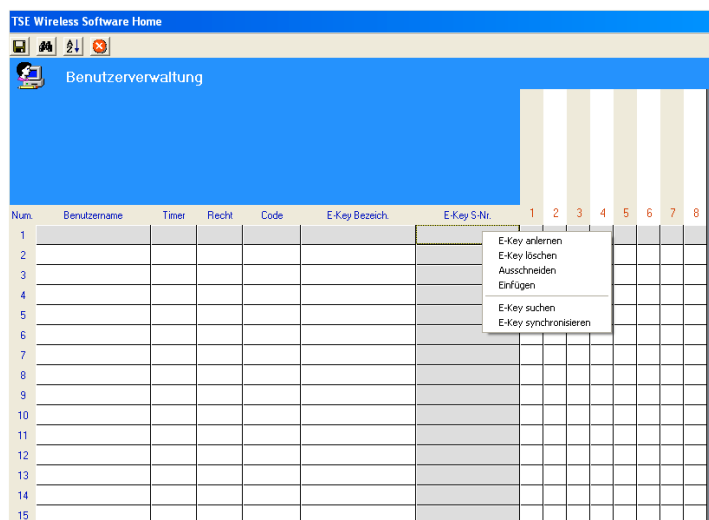 TSE Wireless Software Home
Benutzerverwaltung
Num. Benutzername Timer Recht Code E-Key Bezeich. E-Key S-Nr. 1 2 3 4 5 6 7 8
1
E-Key anlernen
2
E-Key löschen
Ausschneiden
3
Einfügen
4
E-Key suchen
5
E-Key synchronisieren
6
7
8
9
10
11
12
13
14
15